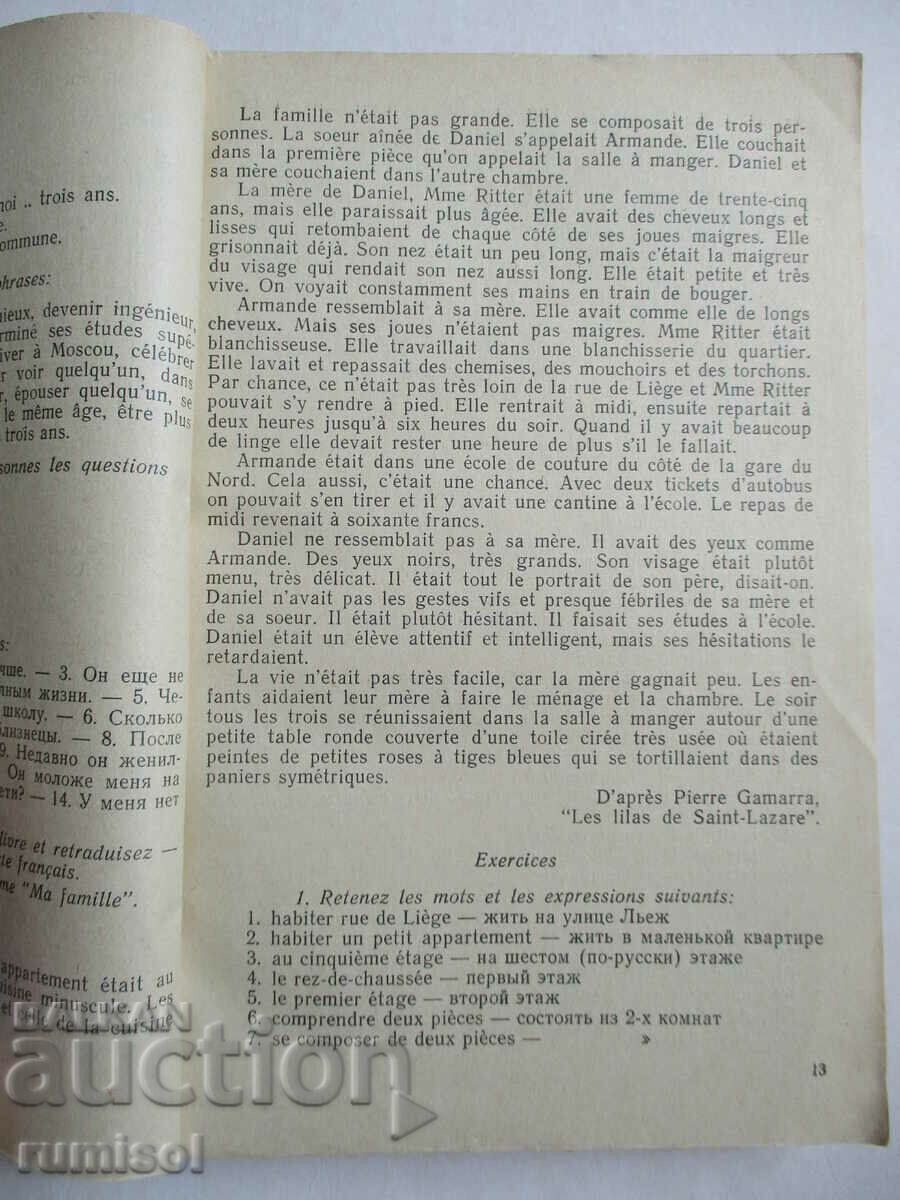 trois ans.
ommune.
phrases:
ieux, devenir ingénieur,
erminé ses études supé-
iver à Moscou, célébrer
r voir quelqu'un, dans
r, épouser quelqu'un, se
le même âge, être plus
trois ans.
sonnes les questions
s:
3. Он еще не
жизни. — 5. Че-
школу. — 6. Сколько
близнецы. — 8. После
9. Недавно он женил-
Он моложе меня на
ети? — 14. У меня нет
livre et retraduisez —
te français.
me "Ma famille".
appartement était au
isine minuscule. Les
de la cuisine
La famille n'était pas grande. Elle se composait de trois per-
sonnes. La soeur aînée de Daniel s'appelait Armande. Elle couchait
dans la première pièce qu'on appelait la salle à manger. Daniel et
sa mère couchaient dans l'autre chambre.
La mère de Daniel, Mme Ritter était une femme de trente-cinq
ans, mais elle paraissait plus âgée. Elle avait des cheveux longs et
lisses qui retombaient de chaque côté de ses joues maigres. Elle
grisonnait déjà. Son nez était un peu long, mais c'était la maigreur
du visage qui rendait son nez aussi long. Elle était petite et très
vive. On voyait constamment ses mains en train de bouger.
Armande ressemblait à sa mère. Elle avait comme elle de longs
cheveux. Mais ses joues n'étaient pas maigres. Mme Ritter était
blanchisseuse. Elle travaillait dans une blanchisserie du quartier.
Elle lavait et repassait des chemises, des mouchoirs et des torchons.
Par chance, ce n'était pas très loin de la rue de Liège et Mme Ritter
pouvait s'y rendre à pied. Elle rentrait à midi, ensuite repartait à
deux heures jusqu'à six heures du soir. Quand il y avait beaucoup
de linge elle devait rester une heure de plus s'il le fallait.
Armande était dans une école de couture du côté de la gare du
Nord. Cela aussi, c'était une chance. Avec deux tickets d'autobus
on pouvait s'en tirer et il y avait une cantine à l'école. Le repas de
midi revenait à soixante francs.
Daniel ne ressemblait pas à sa mère. Il avait des yeux comme
Armande. Des yeux noirs, très grands. Son visage était plutôt
menu, très délicat. Il était tout le portrait de son père, disait-on.
Daniel n'avait pas les gestes vifs et presque fébriles de sa mère et
de sa soeur. Il était plutôt hésitant. Il faisait ses études à l'école.
Daniel était un élève attentif et intelligent, mais ses hésitations le
retardaient.
La vie n'était pas très facile, car la mère gagnait peu. Les en-
fants aidaient leur mère à faire le ménage et la chambre. Le soir
tous les trois se réunissaient dans la salle à manger autour d'une
petite table ronde couverte d'une toile cirée très usée où étaient
peintes de petites roses à tiges bleues qui se tortillaient dans des
paniers symétriques.
D'après Pierre Gamarra,
"Les lilas de Saint-Lazare".
Exercices
1. Retenez les mots et les expressions suivants:
1. habiter rue de Liège — жить на улице Льеж
2. habiter un petit appartement — жить в маленькой квартире
3. au cinquième étage — на шестом (по-русски) этаже
4. le rez-de-chaussée — первый этаж
5. le premier étage — второй этаж
6. comprendre deux pièces — состоять из 2-х комнат
7. se composer de deux pièces — »
13
BALKAN
auction
rumisol